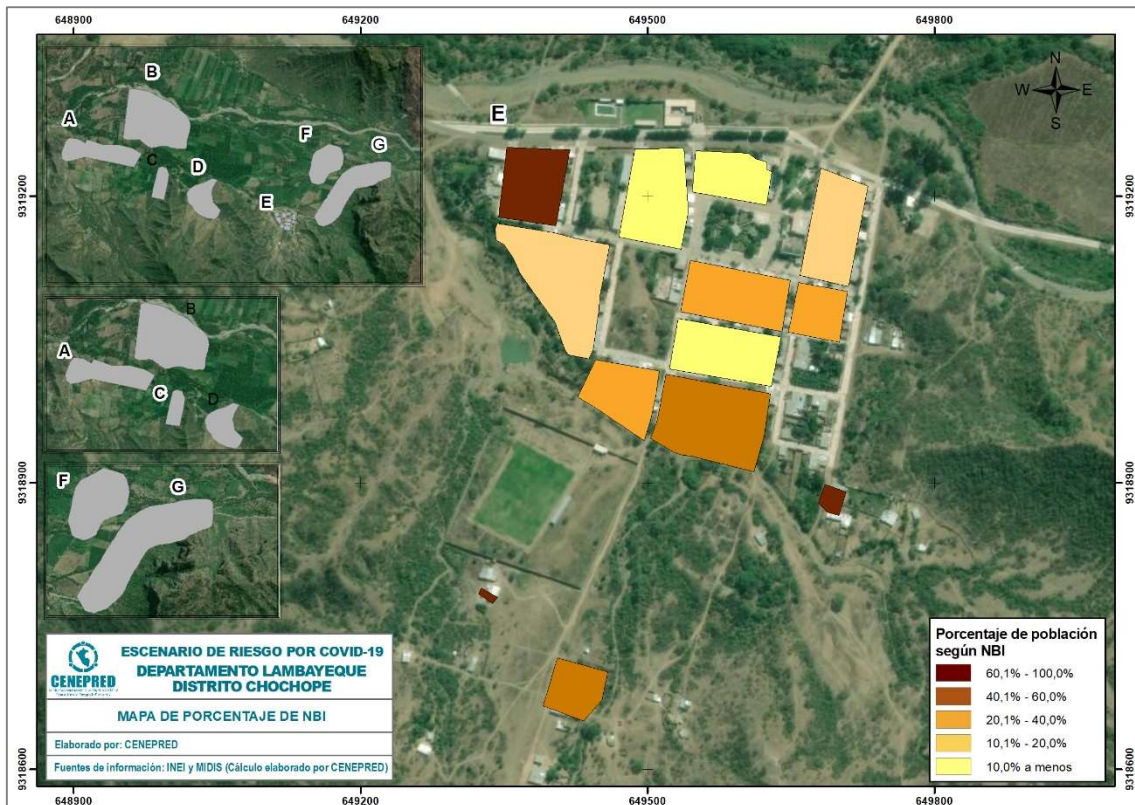 648900
649200
649500
649800
A
B
C
D
E
F
G
A
B
C
D
F
G
E
N
W
E
S
9319200
9318900
9318600
9319200
9318900
9318600
CENEPRED
ESCENARIO DE RIESGO POR COVID-19
DEPARTAMENTO LAMBAYEQUE
DISTRITO CHOCHOPE
MAPA DE PORCENTAJE DE NBI
Elaborado por: CENEPRED
Fuentes de información: INEI y MIDIS (Cálculo elaborado por CENEPRED)
Porcentaje de población
según NBI
60,1% - 100,0%
40,1% - 60,0%
20,1% - 40,0%
10,1% - 20,0%
10,0% a menos
648900
649200
649500
649800